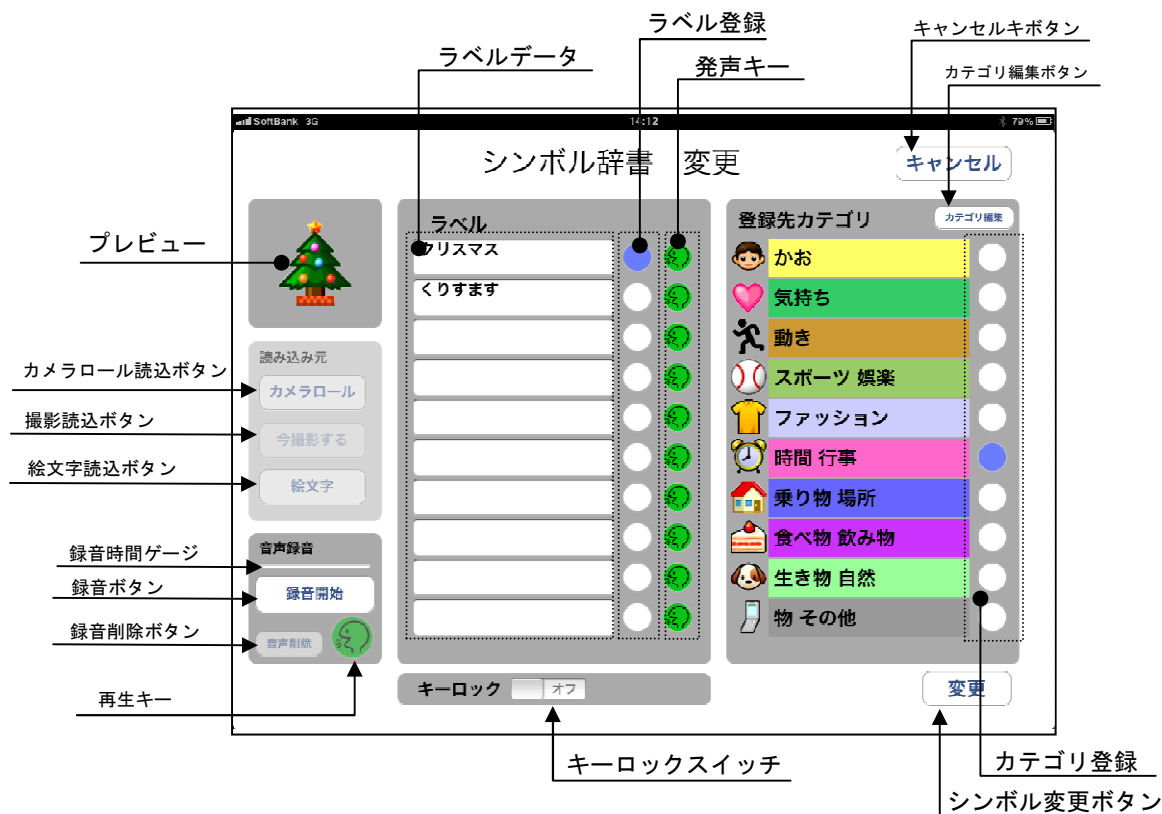 ラベル登録
キャンセルキボタン
ラベルデータ
発声キー
カテゴリ編集ボタン
SoftBank 3G
14:12
79%
シンボル辞書 変更
キャンセル
プレビュー
ラベル
登録先カテゴリ
カテゴリ編集
クリスマス
かお
くりすます
気持ち
動き
読み込み元
カメラロール読込ボタン
カメラロール
スポーツ 娯楽
撮影読込ボタン
今撮影する
ファッション
絵文字読込ボタン
絵文字
時間 行事
乗り物 場所
録音時間ゲージ
音声録音
食べ物 飲み物
録音ボタン
録音開始
生き物 自然
録音削除ボタン
音声削除
物 その他
再生キー
キーロック
オフ
変更
キーロックスイッチ
カテゴリ登録
シンボル変更ボタン